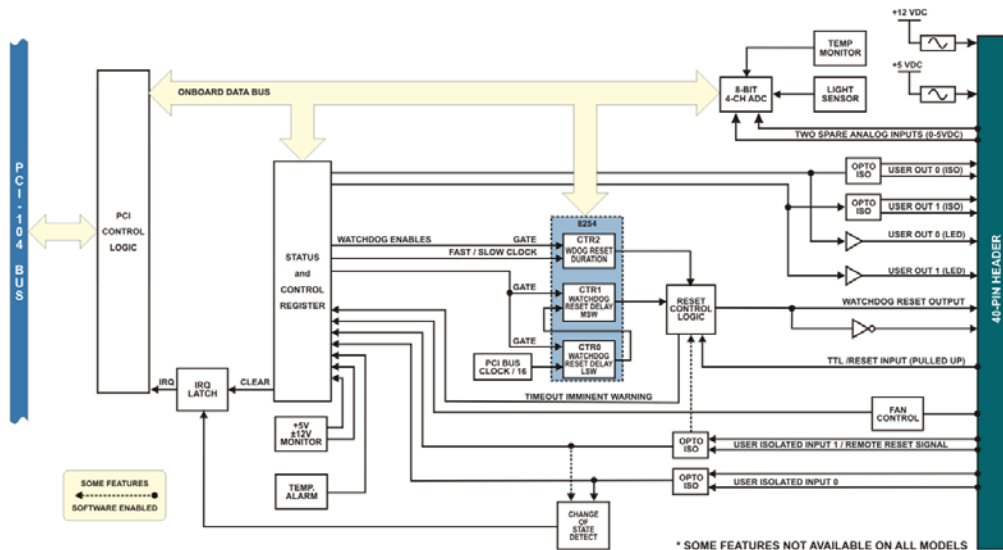 +12 VDC
+5 VDC
TEMP
MONITOR
LIGHT
SENSOR
8-BIT
4-CH ADC
ONBOARD DATA BUS
TWO SPARE ANALOG INPUTS (0-5VDC)
PCI-104 BUS
PCI
CONTROL
LOGIC
STATUS
and
CONTROL
REGISTER
OPTO
ISO
USER OUT 0 (ISO)
OPTO
ISO
USER OUT 1 (ISO)
USER OUT 0 (LED)
USER OUT 1 (LED)
40-PIN HEADER
8254
WATCHDOG ENABLES
GATE
FAST / SLOW CLOCK
CTR2
WDOG RESET
DURATION
GATE
CTR1
WATCHDOG
RESET DELAY
MSW
GATE
CTR0
WATCHDOG
RESET DELAY
LSW
PCI BUS
CLOCK / 16
RESET
CONTROL
LOGIC
WATCHDOG RESET OUTPUT
TTL /RESET INPUT (PULLED UP)
TIMEOUT IMMINENT WARNING
IRQ
IRQ
LATCH
CLEAR
FAN
CONTROL
+5V
±12V
MONITOR
OPTO
ISO
USER ISOLATED INPUT 1 / REMOTE RESET SIGNAL
OPTO
ISO
USER ISOLATED INPUT 0
TEMP.
ALARM
CHANGE
OF
STATE
DETECT
SOME FEATURES
SOFTWARE ENABLED
* SOME FEATURES NOT AVAILABLE ON ALL MODELS